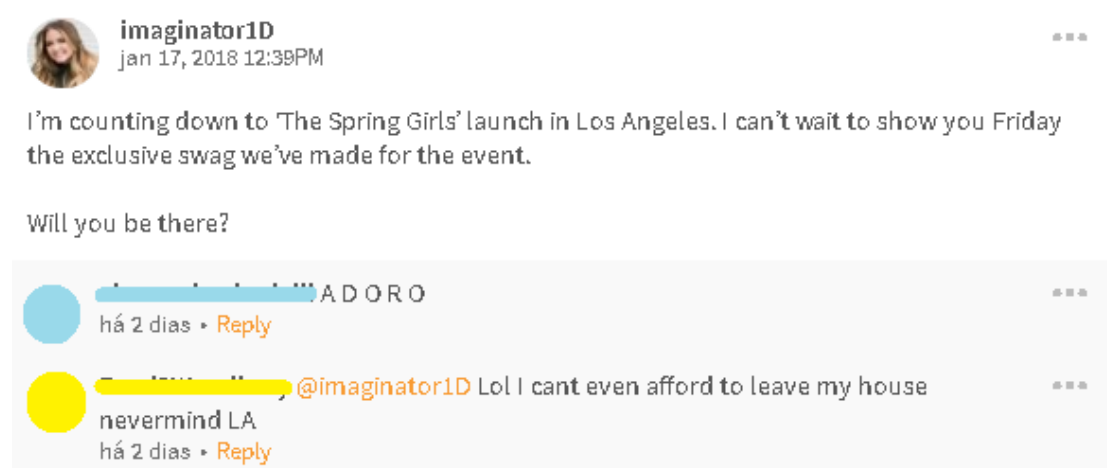 imaginator1D
jan 17, 2018 12:39PM
I'm counting down to 'The Spring Girls' launch in Los Angeles. I can't wait to show you Friday
the exclusive swag we've made for the event.
Will you be there?
A D O R O
há 2 dias • Reply
@imaginator1D Lol I cant even afford to leave my house
nevermind LA
há 2 dias • Reply